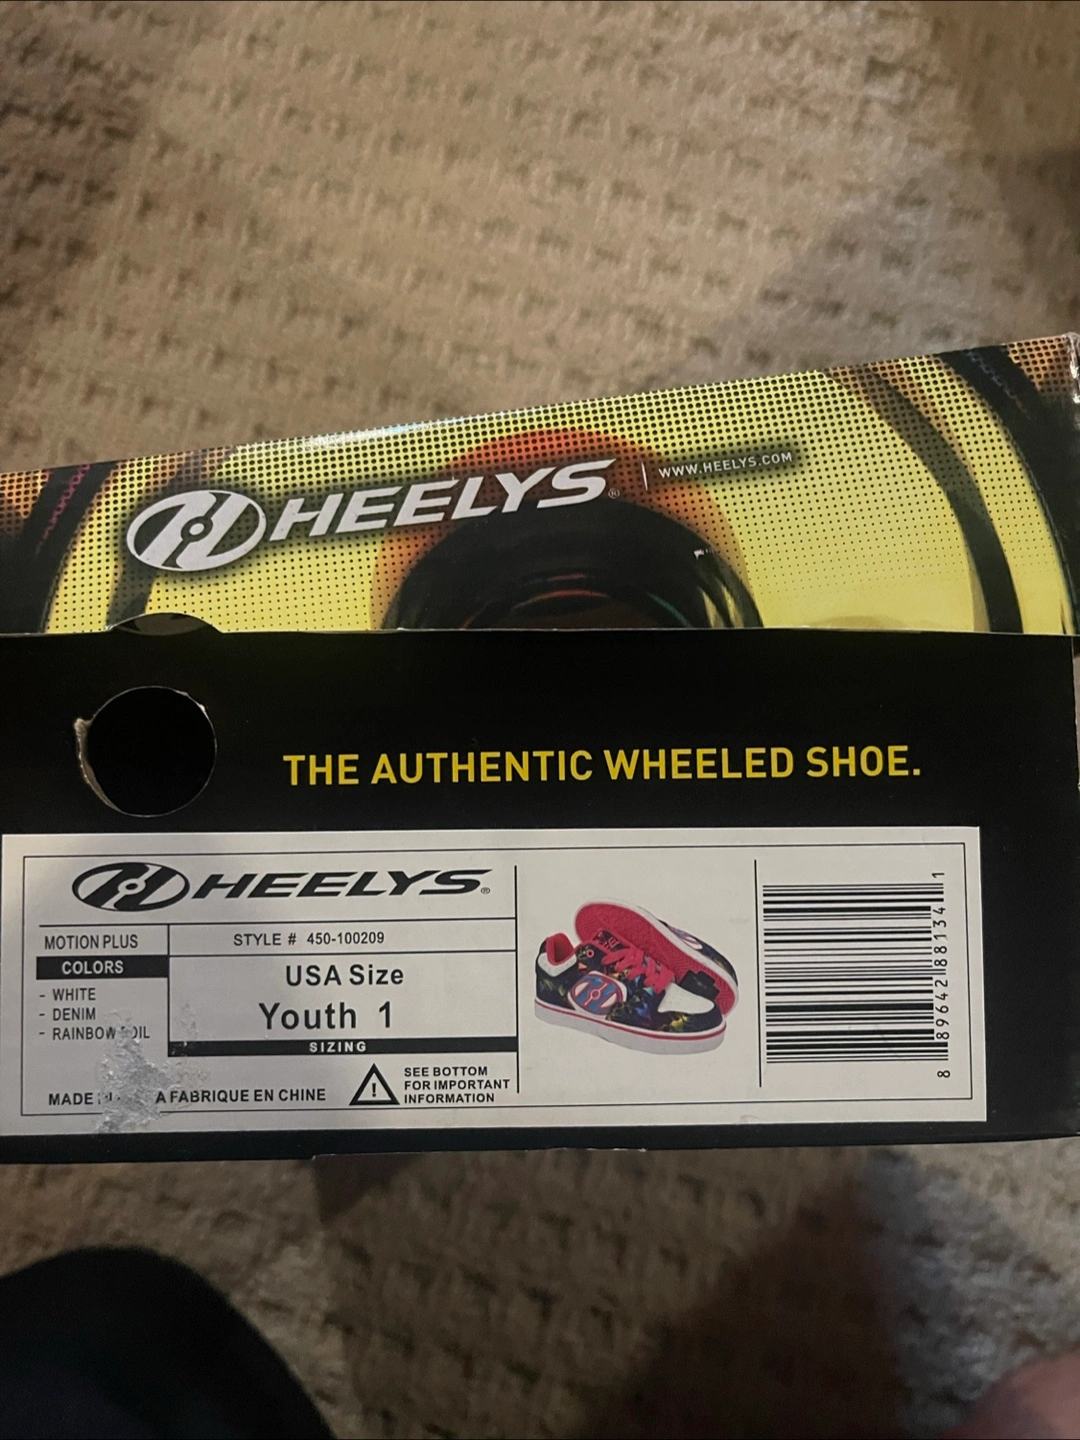 HEELYS® | WWW.HEELYS.COM
THE AUTHENTIC WHEELED SHOE.
HEELYS®
MOTION PLUS
STYLE # 450-100209
COLORS
- WHITE
- DENIM
- RAINBOW
USA Size
Youth 1
SIZING
MADE FABRIQUE EN CHINE
SEE BOTTOM
FOR IMPORTANT
INFORMATION
8 89642 88134 1